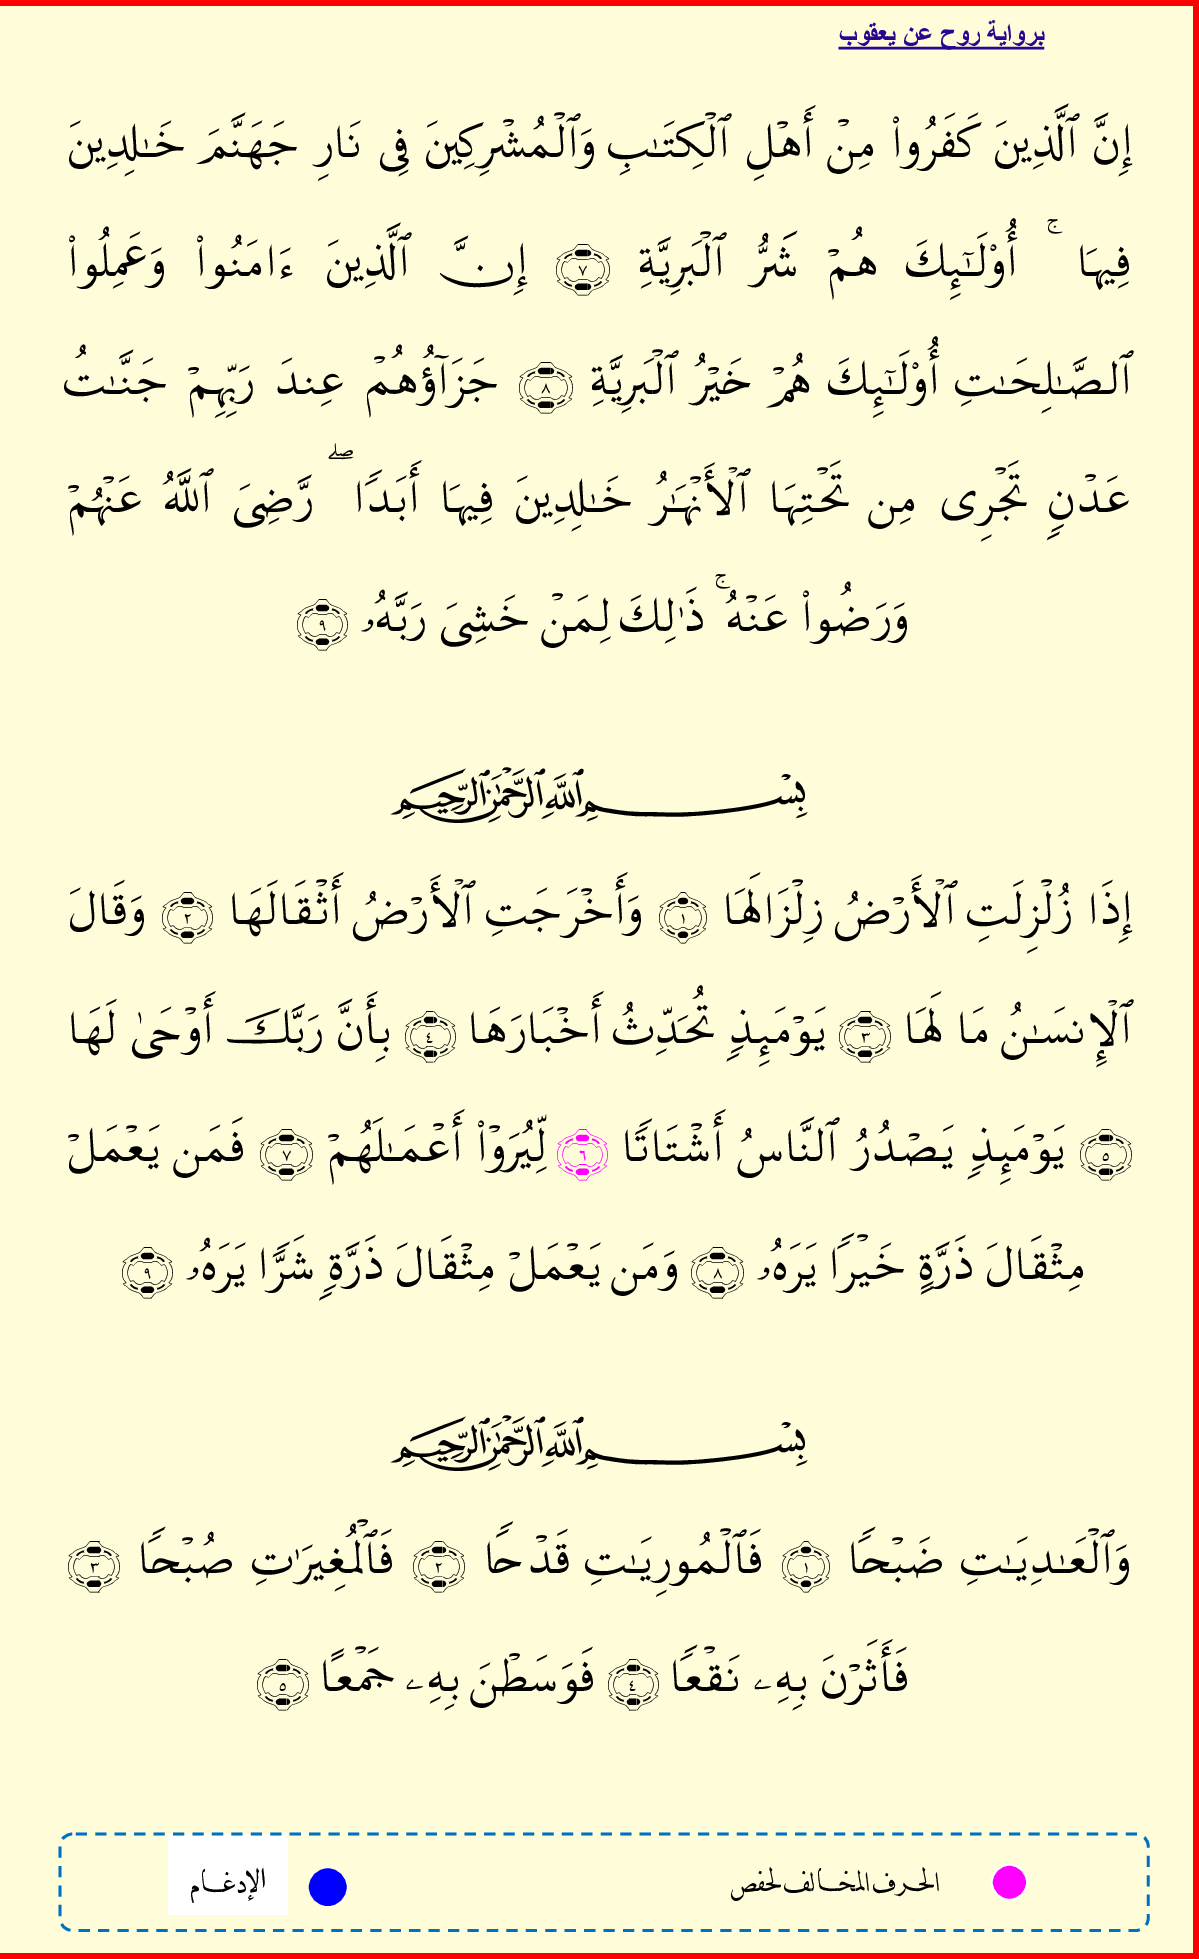 برواية روح عن يعقوب
إِنَّ ٱلَّذِينَ كَفَرُوا۟ مِنْ أَهْلِ ٱلْكِتَـٰبِ وَٱلْمُشْرِكِينَ فِى نَارِ جَهَنَّمَ خَـٰلِدِينَ
فِيهَا ۚ أُو۟لَـٰٓئِكَ هُمْ شَرُّ ٱلْبَرِيَّةِ ٧ إِنَّ ٱلَّذِينَ ءَامَنُوا۟ وَعَمِلُوا۟
ٱلصَّـٰلِحَـٰتِ أُو۟لَـٰٓئِكَ هُمْ خَيْرُ ٱلْبَرِيَّةِ ٨ جَزَآؤُهُمْ عِندَ رَبِّهِمْ جَنَّـٰتُ
عَدْنٍ تَجْرِى مِن تَحْتِهَا ٱلْأَنْهَـٰرُ خَـٰلِدِينَ فِيهَا أَبَدًا ۖ رَّضِىَ ٱللَّهُ عَنْهُمْ
وَرَضُوا۟ عَنْهُ ۚ ذَٰلِكَ لِمَنْ خَشِىَ رَبَّهُۥ ٩
بِسْمِ ٱللَّهِ ٱلرَّحْمَـٰنِ ٱلرَّحِيمِ
إِذَا زُلْزِلَتِ ٱلْأَرْضُ زِلْزَالَهَا ١ وَأَخْرَجَتِ ٱلْأَرْضُ أَثْقَالَهَا ٢ وَقَالَ
ٱلْإِنسَـٰنُ مَا لَهَا ٣ يَوْمَئِذٍ تُحَدِّثُ أَخْبَارَهَا ٤ بِأَنَّ رَبَّكَ أَوْحَىٰ لَهَا
٥ يَوْمَئِذٍ يَصْدُرُ ٱلنَّاسُ أَشْتَاتًا ٦ لِّيُرَوْا۟ أَعْمَـٰلَهُمْ ٧ فَمَن يَعْمَلْ
مِثْقَالَ ذَرَّةٍ خَيْرًا يَرَهُۥ ٨ وَمَن يَعْمَلْ مِثْقَالَ ذَرَّةٍ شَرًّا يَرَهُۥ ٩
بِسْمِ ٱللَّهِ ٱلرَّحْمَـٰنِ ٱلرَّحِيمِ
وَٱلْعَـٰدِيَـٰتِ ضَبْحًا ١ فَٱلْمُورِيَـٰتِ قَدْحًا ٢ فَٱلْمُغِيرَٰتِ صُبْحًا ٣
فَأَثَرْنَ بِهِۦ نَقْعًا ٤ فَوَسَطْنَ بِهِۦ جَمْعًا ٥
الحرف المخالف لحفص
الإدغام